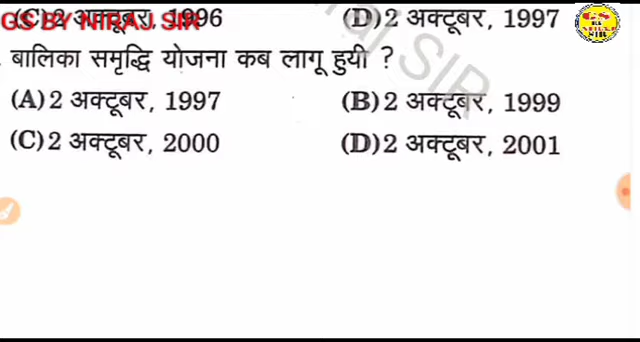 (C) 2 अक्टूबर, 1996 (D) 2 अक्टूबर, 1997
GS BY NIRAJ SIR
बालिका समृद्धि योजना कब लागू हुयी ?
(A) 2 अक्टूबर, 1997 (B) 2 अक्टूबर, 1999
(C) 2 अक्टूबर, 2000 (D) 2 अक्टूबर, 2001